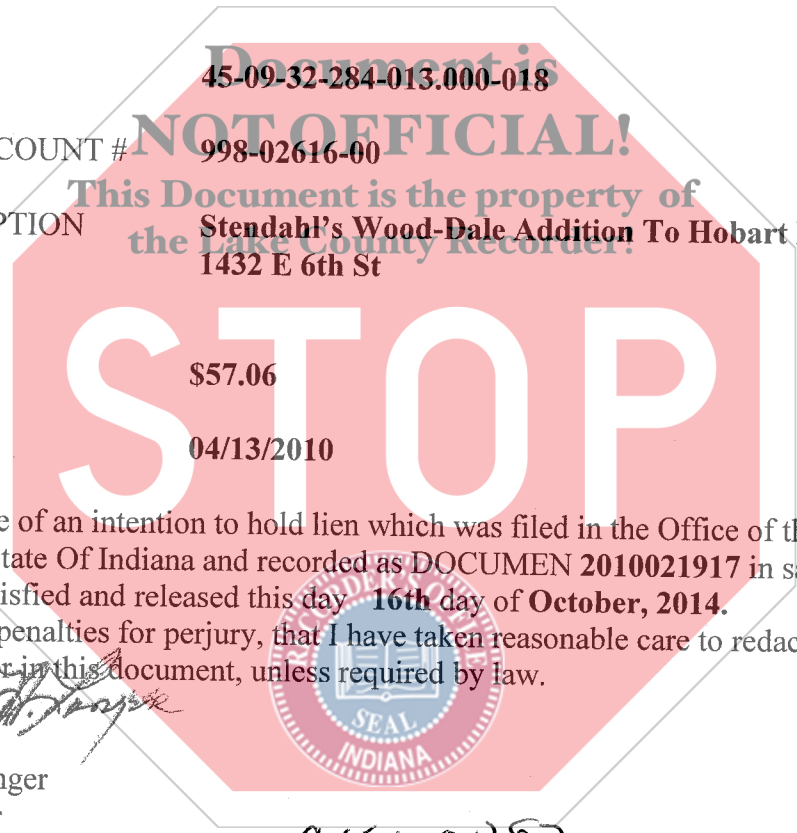 Document is
45-09-32-284-013.000-018
NOT OFFICIAL!
COUNT # 998-02616-00
This Document is the property of
PTION Stendahl's Wood-Dale Addition To Hobart
the Lake County Recorder!
1432 E 6th St
STOP
$57.06
04/13/2010
e of an intention to hold lien which was filed in the Office of th
tate Of Indiana and recorded as DOCUMEN 2010021917 in sa
isfied and released this day 16th day of October, 2014.
penalties for perjury, that I have taken reasonable care to redac
r in this document, unless required by law.
RECORDER'S OFFICE
SEAL
INDIANA
nger